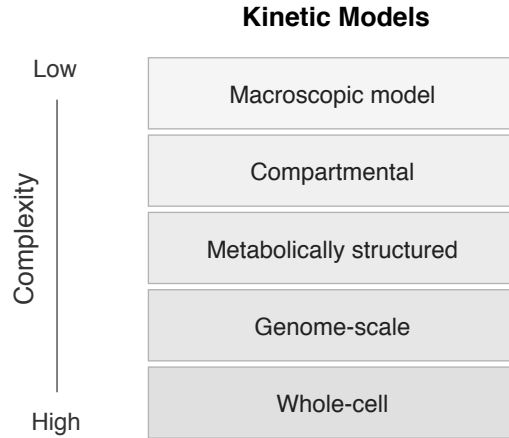 Kinetic Models
Low
Macroscopic model
Compartmental
Complexity
Metabolically structured
Genome-scale
Whole-cell
High